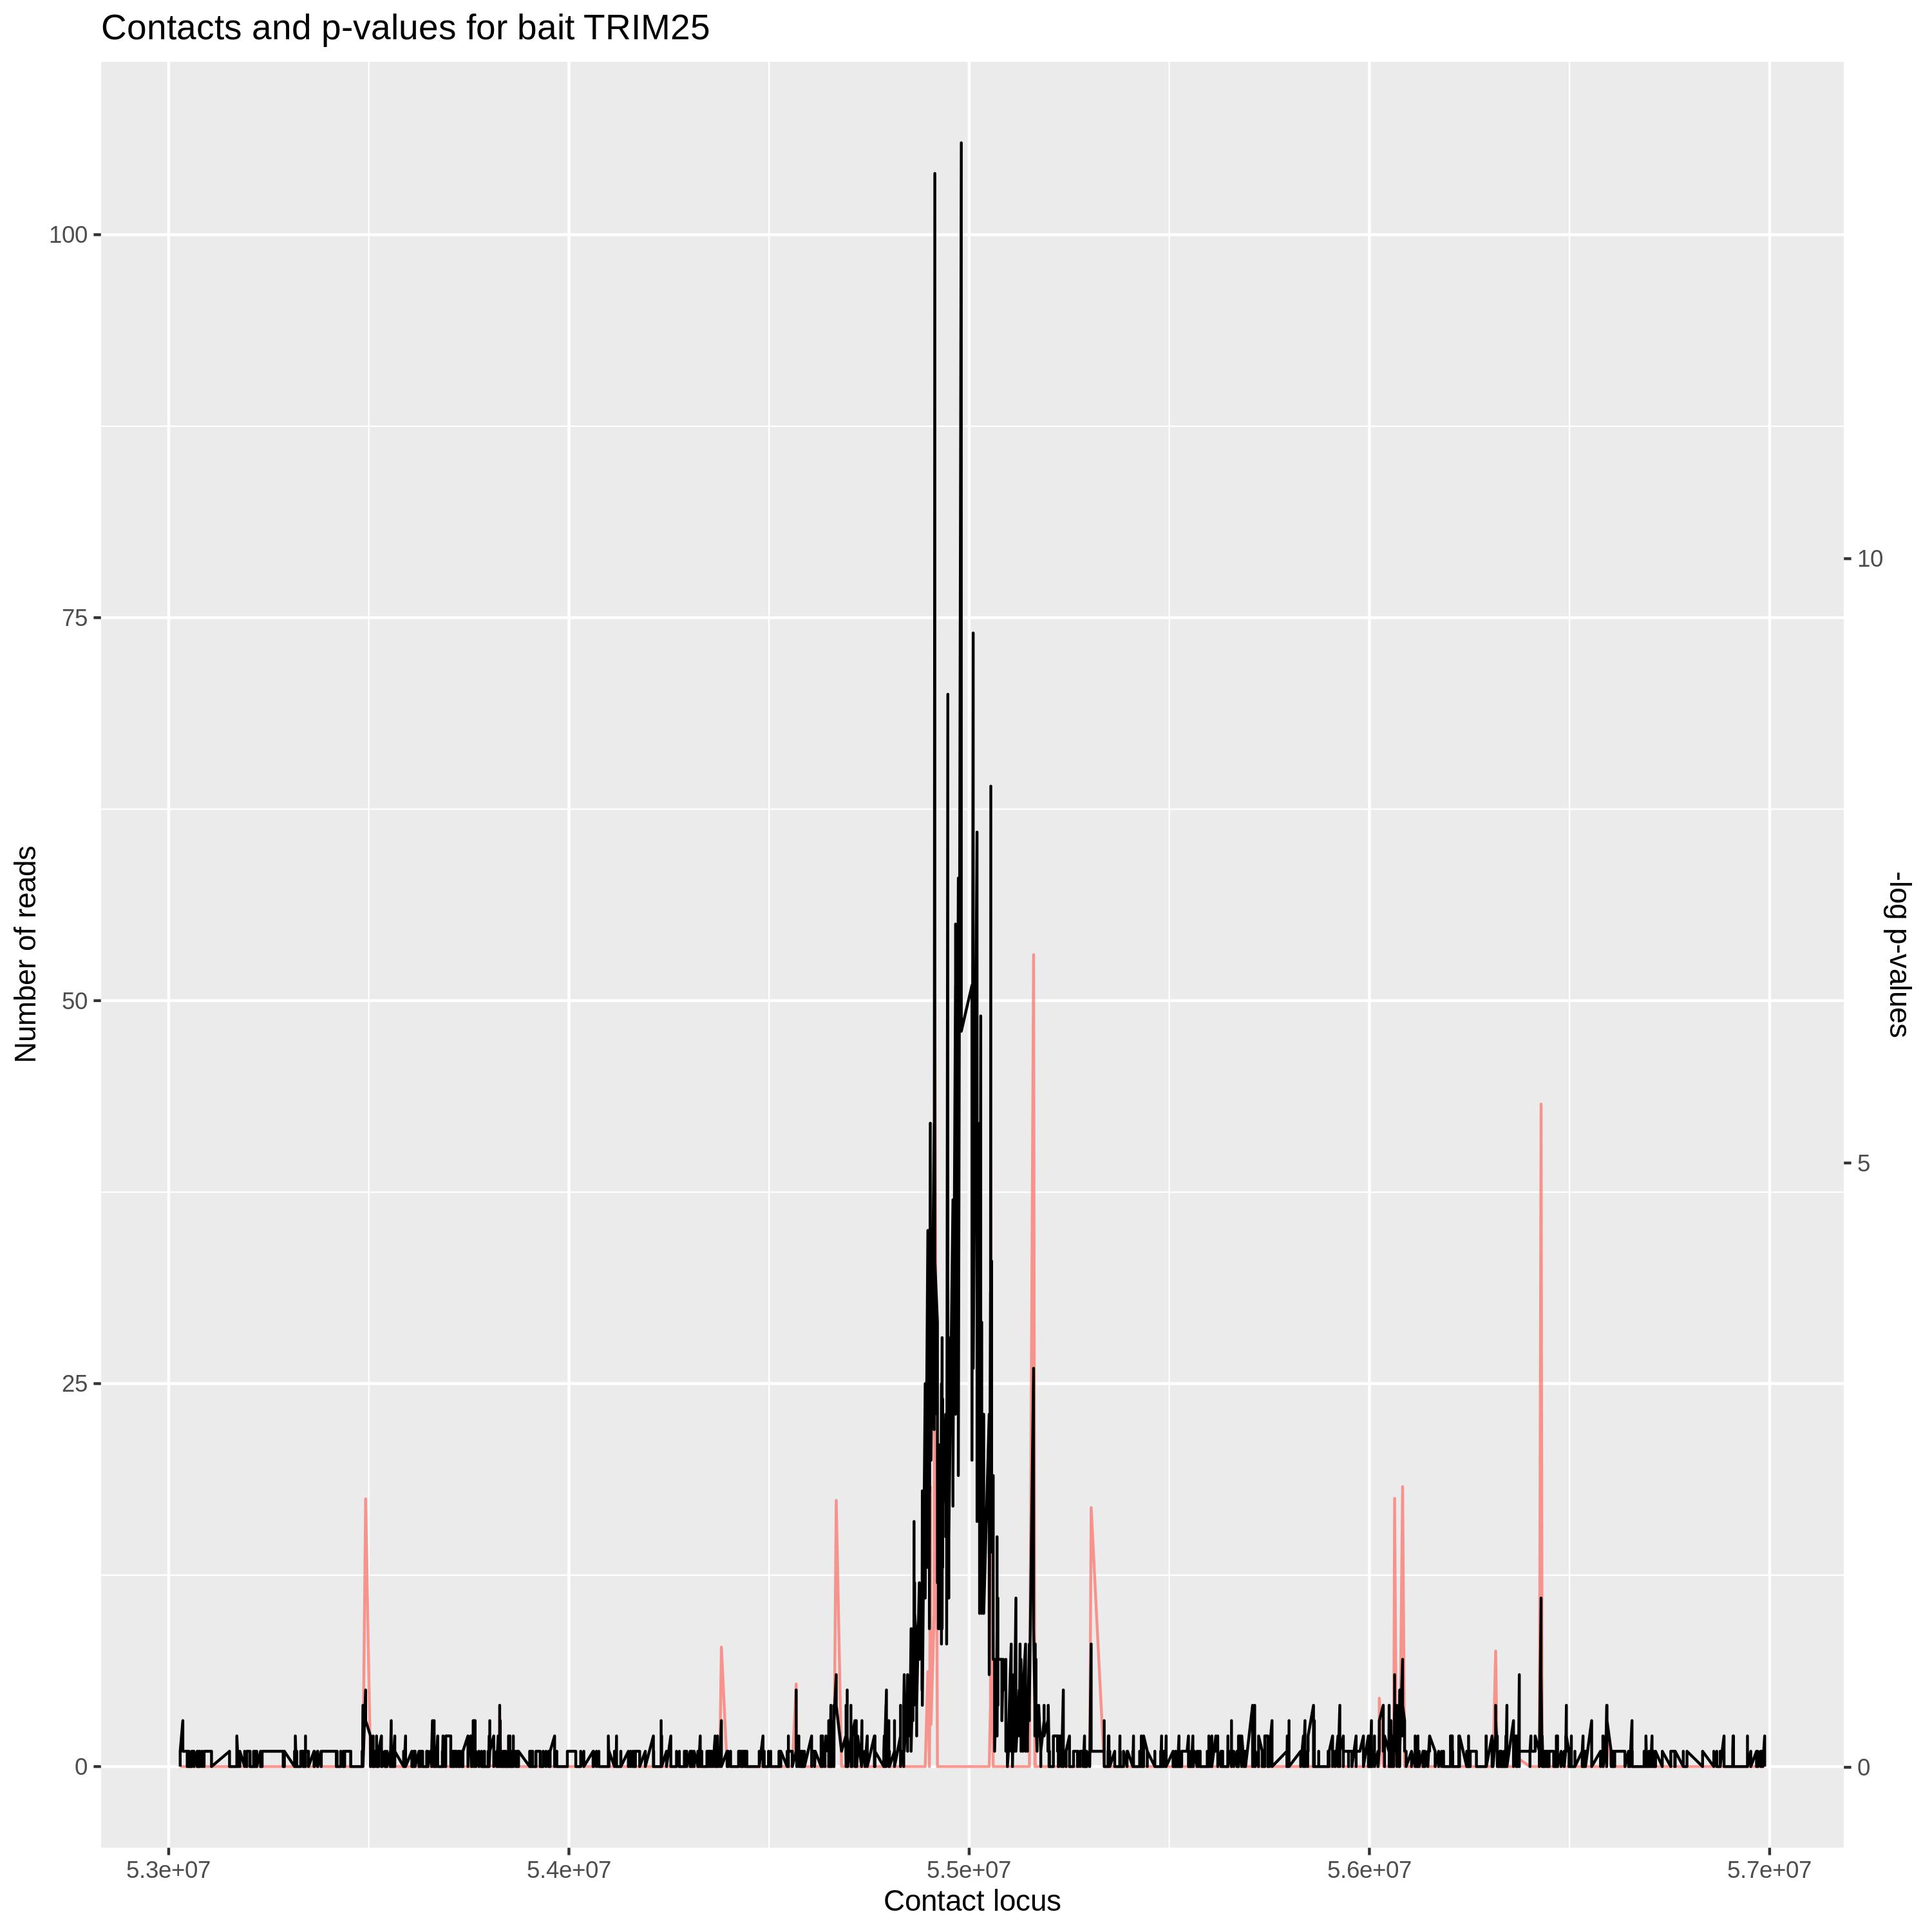 Contacts and p-values for bait TRIM25
100
75
50
25
0
Number of reads
10
5
0
-log p-values
5.3e+07
5.4e+07
5.5e+07
5.6e+07
5.7e+07
Contact locus